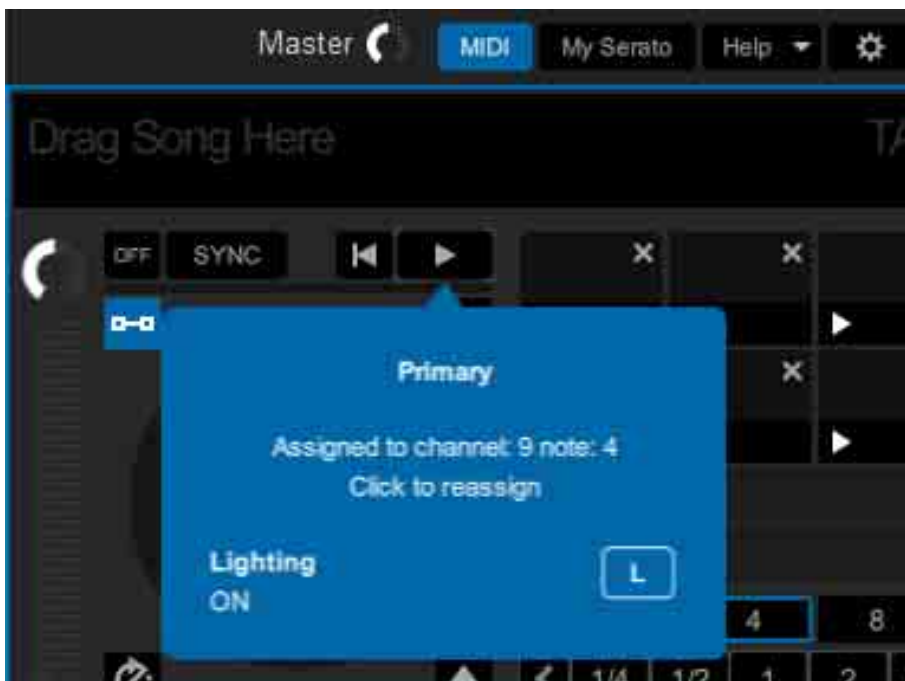 Master MIDI My Serato Help
Drag Song Here TA
OFF SYNC
Primary
Assigned to channel: 9 note: 4
Click to reassign
Lighting
ON
L
4 8
1/4 1/2 1 2